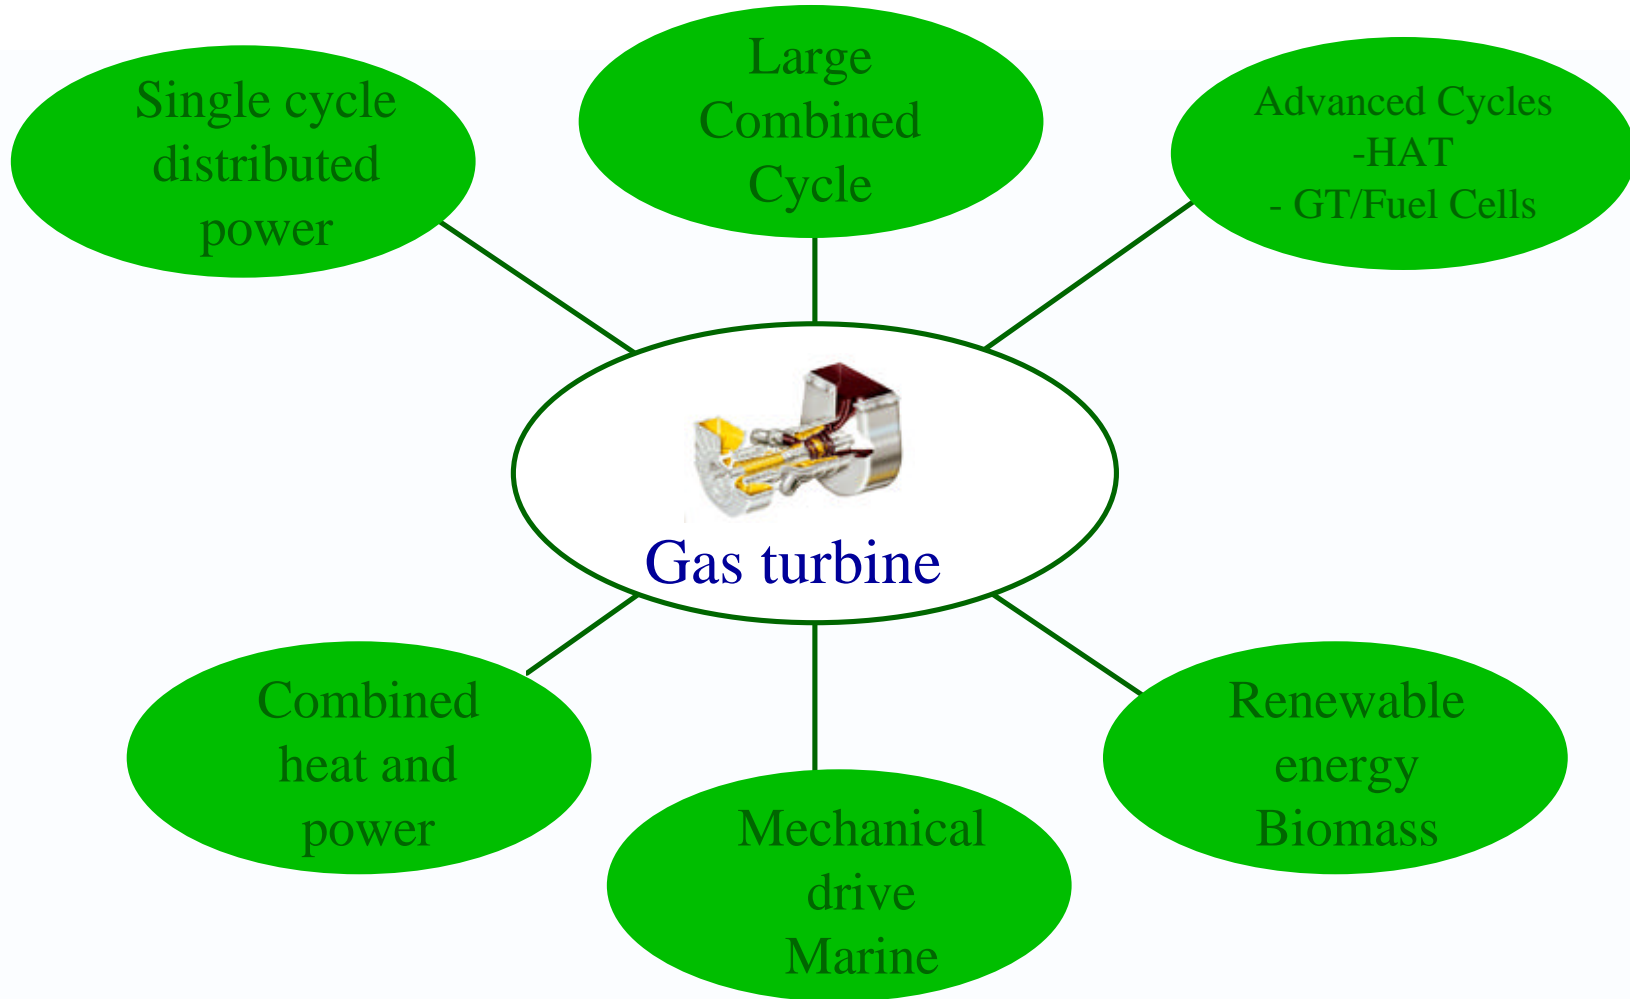 Single cycle
distributed
power
Large
Combined
Cycle
Advanced Cycles
-HAT
- GT/Fuel Cells
Gas turbine
Combined
heat and
power
Mechanical
drive
Marine
Renewable
energy
Biomass